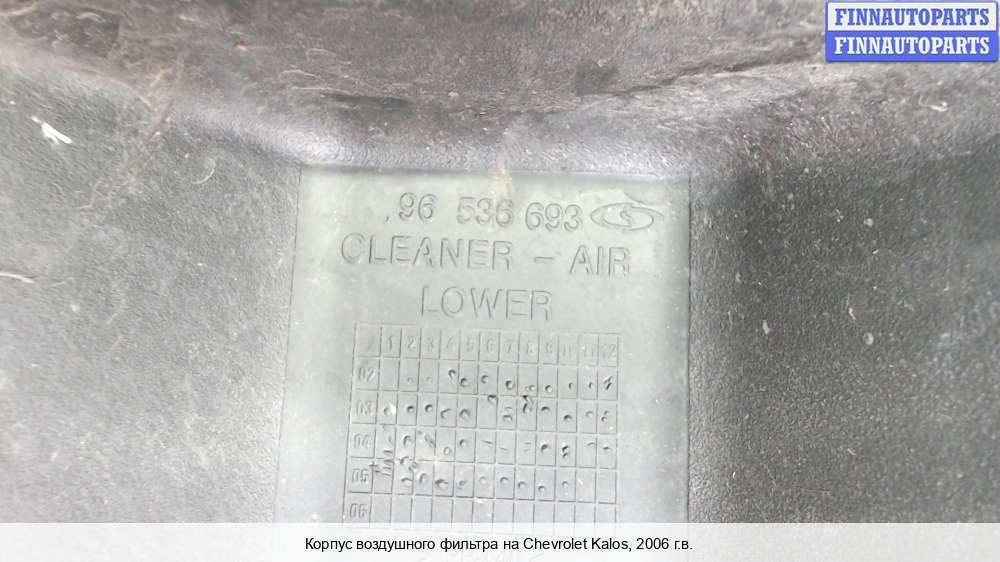 FINNAUTOPARTS
FINNAUTOPARTS
96 536 693
CLEANER - AIR
LOWER
1 2 3 4 5 6 7 8 9 10 11 12
02
03
04
05
06
Корпус воздушного фильтра на Chevrolet Kalos, 2006 г.в.